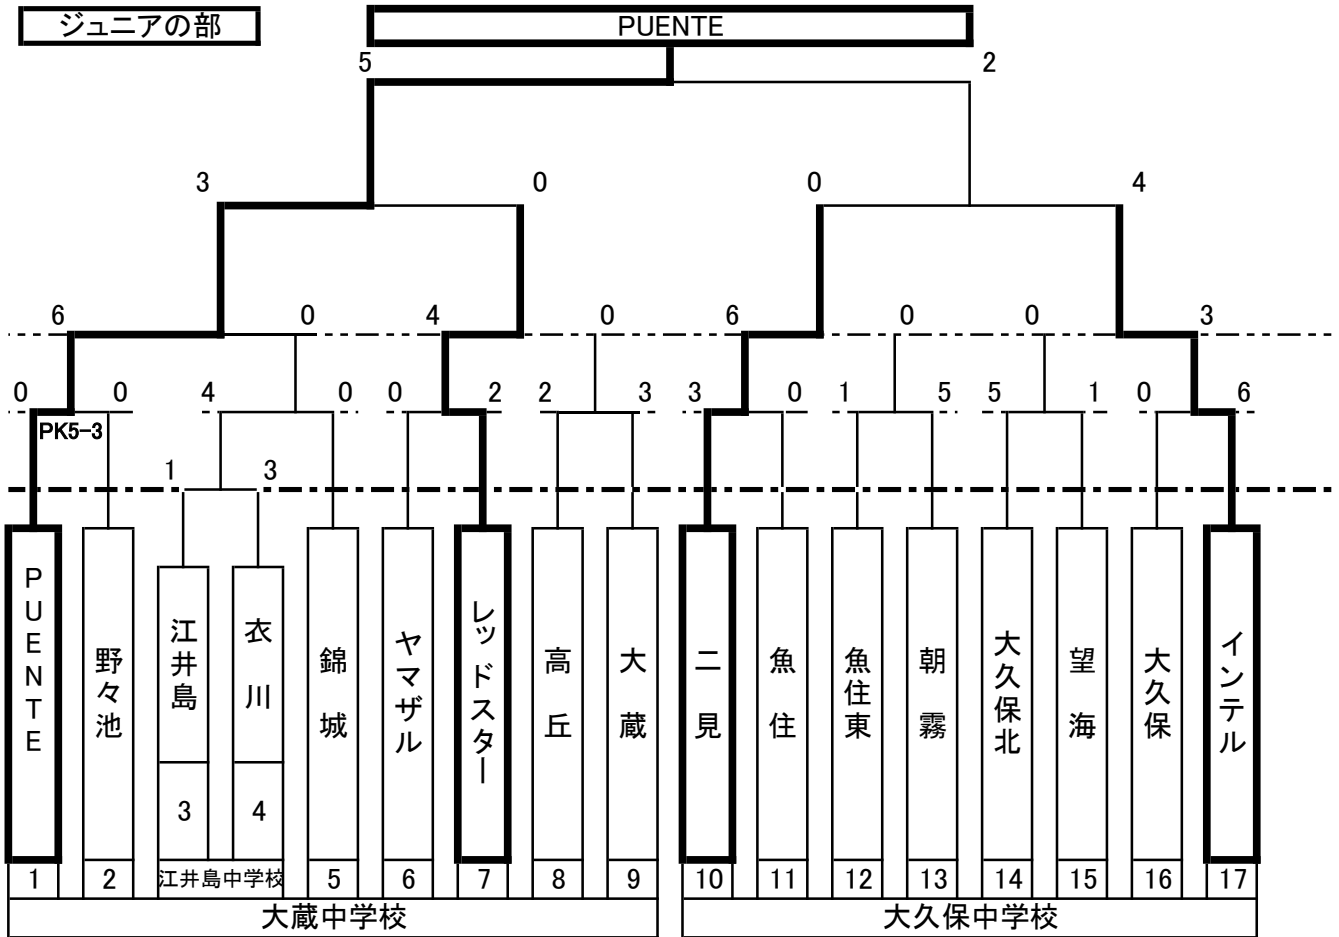 ジュニアの部
PUENTE
5 2
3 0 0 4
6 0 4 0 6 0 0 3
0 0 4 0 0 2 2 3 3 0 1 5 5 1 0 6
PK5-3
1 3
PUENTE
野々池
江井島
衣川
錦城
ヤマザル
レッドスター
高丘
大蔵
二見
魚住
魚住東
朝霧
大久保北
望海
大久保
インテル
3 4
1 2 江井島中学校 5 6 7 8 9 10 11 12 13 14 15 16 17
大蔵中学校 大久保中学校